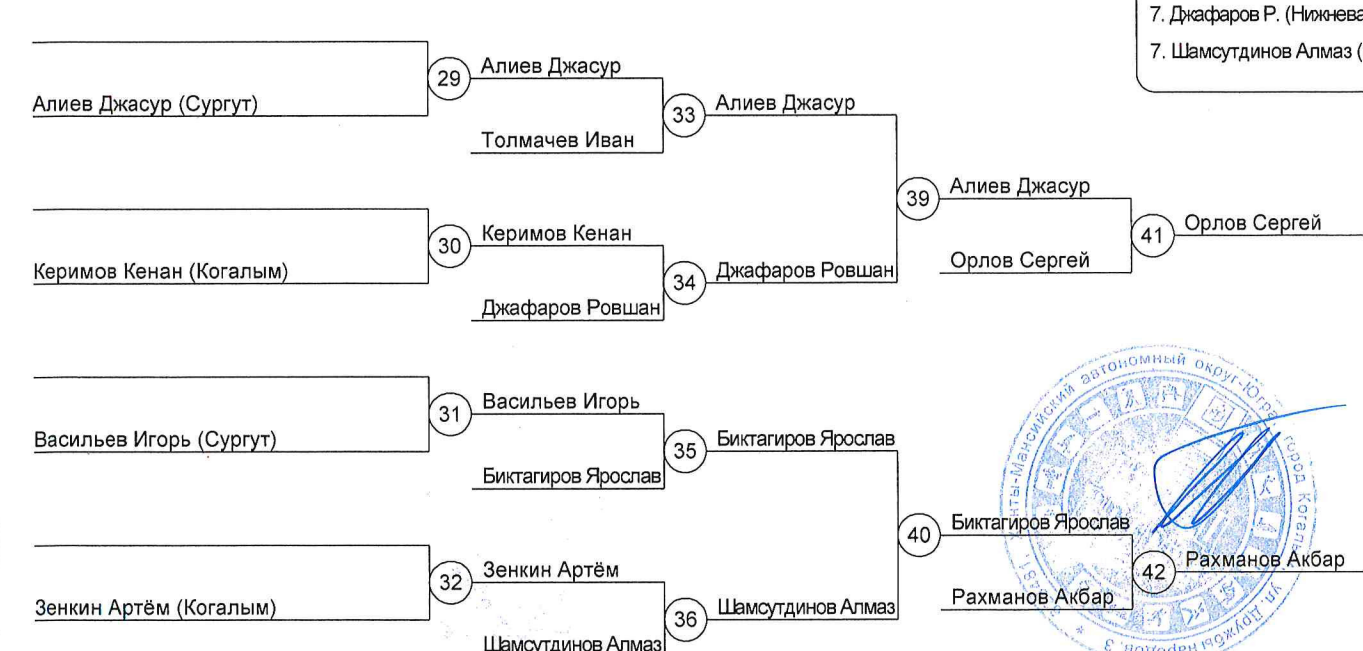 7. Джафаров Р. (Нижнева
7. Шамсутдинов Алмаз (
Алиев Джасур (Сургут)
29
Алиев Джасур
Толмачев Иван
33
Алиев Джасур
Керимов Кенан (Когалым)
30
Керимов Кенан
Джафаров Ровшан
34
Джафаров Ровшан
39
Алиев Джасур
Орлов Сергей
41
Орлов Сергей
Васильев Игорь (Сургут)
31
Васильев Игорь
Биктагиров Ярослав
35
Биктагиров Ярослав
Зенкин Артём (Когалым)
32
Зенкин Артём
Шамсутдинов Алмаз
36
Шамсутдинов Алмаз
40
Биктагиров Ярослав
Рахманов Акбар
42
Рахманов Акбар
автономный округ-Югра, город
ул. Дружбы народов, 3